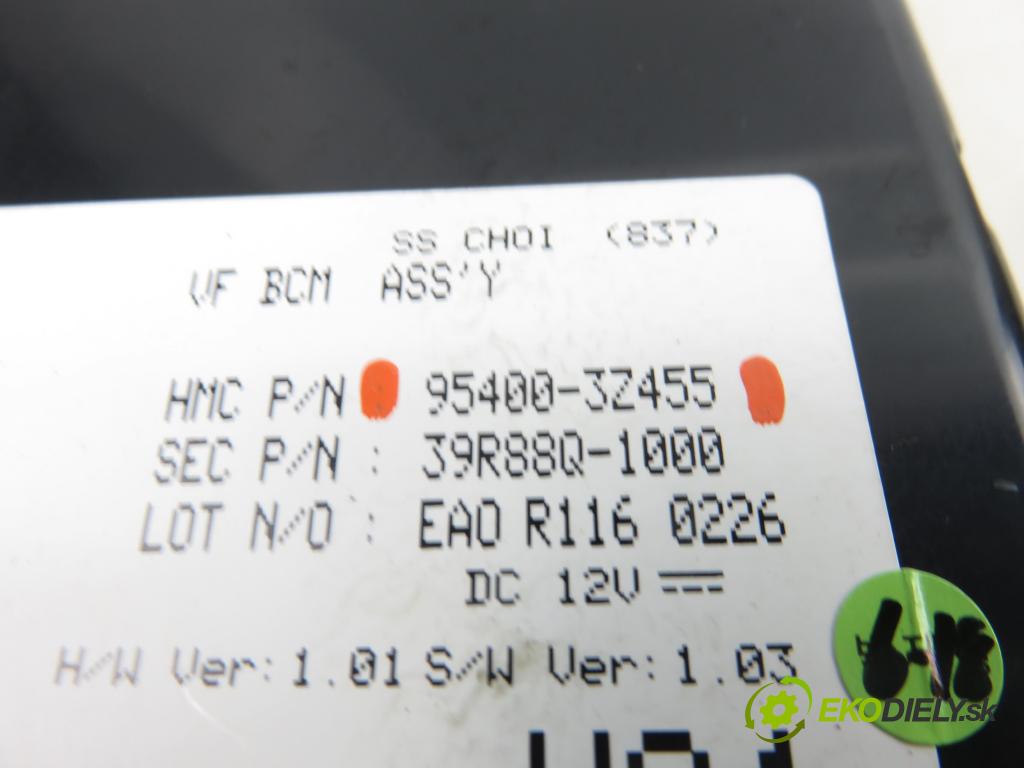 SS CHOI (837)
VF BCM ASS'Y
HMC P/N 95400-3Z455
SEC P/N : 39R88Q-1000
LOT N/O : EAO R116 0226
DC 12V
H/W Ver: 1.01 S/W Ver: 1.03
EKODIELY.sk